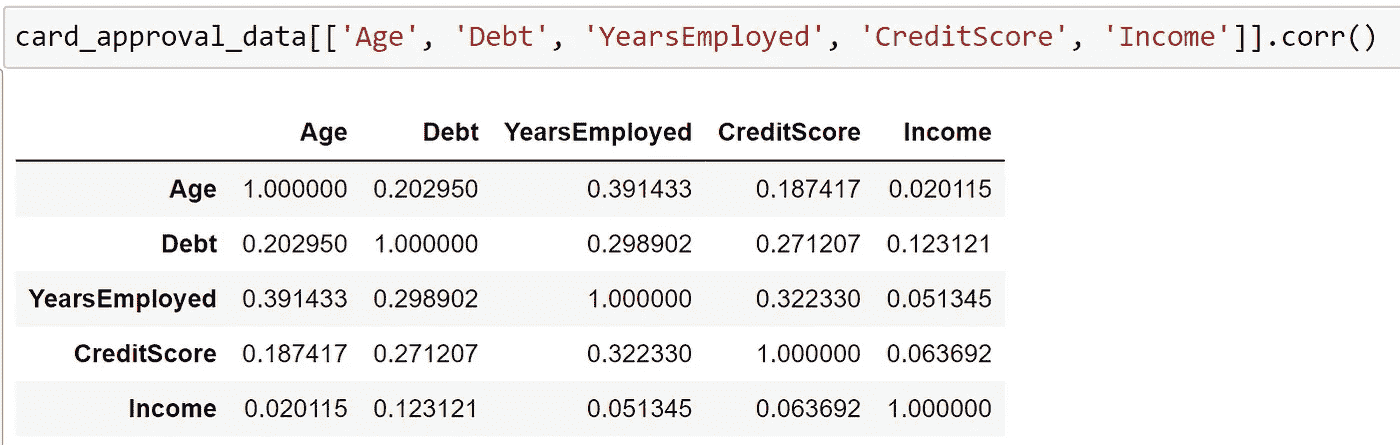 card_approval_data[['Age', 'Debt', 'YearsEmployed', 'CreditScore', 'Income']].corr()
Age Debt YearsEmployed CreditScore Income
Age 1.000000 0.202950 0.391433 0.187417 0.020115
Debt 0.202950 1.000000 0.298902 0.271207 0.123121
YearsEmployed 0.391433 0.298902 1.000000 0.322330 0.051345
CreditScore 0.187417 0.271207 0.322330 1.000000 0.063692
Income 0.020115 0.123121 0.051345 0.063692 1.000000